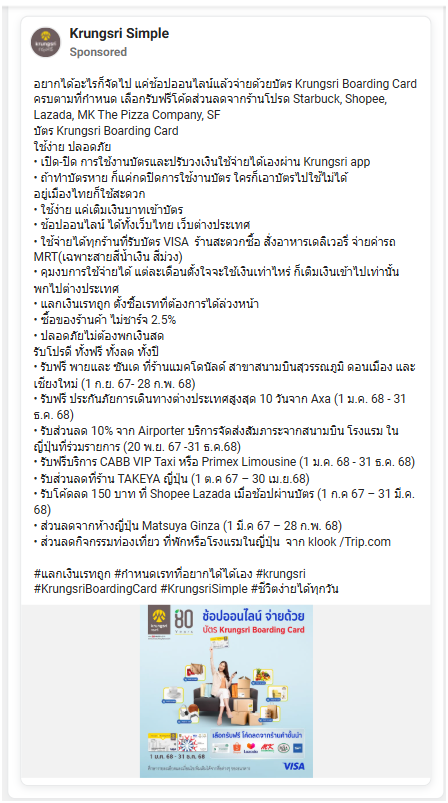 Krungsri Simple
Sponsored
อยากได้อะไรก็จัดไป แค่ช้อปออนไลน์แล้วจ่ายด้วยบัตร Krungsri Boarding Card
ครบตามที่กำหนด เลือกรับฟรีโค้ดส่วนลดจากร้านโปรด Starbuck, Shopee,
Lazada, MK The Pizza Company, SF
บัตร Krungsri Boarding Card
ใช้ง่าย ปลอดภัย
• เปิด-ปิด การใช้งานบัตรและปรับวงเงินใช้จ่ายได้เองผ่าน Krungsri app
• ถ้าทำบัตรหาย ก็แค่กดปิดการใช้งานบัตร ใครก็เอาบัตรไปใช้ไม่ได้
อยู่เมืองไทยก็ใช้สะดวก
• ใช้ง่าย แค่เติมเงินบาทเข้าบัตร
• ช้อปออนไลน์ ได้ทั้งเว็บไทย เว็บต่างประเทศ
• ใช้จ่ายได้ทุกร้านที่รับบัตร VISA ร้านสะดวกซื้อ สั่งอาหารเดลิเวอรี่ จ่ายค่ารถ
MRT(เฉพาะสายสีน้ำเงิน สีม่วง)
• คุมงบการใช้จ่ายได้ แต่ละเดือนตั้งใจจะใช้เงินเท่าไหร่ ก็เติมเงินเข้าไปเท่านั้น
พกไปต่างประเทศ
• แลกเงินเรทถูก ตั้งซื้อเรทที่ต้องการได้ล่วงหน้า
• ซื้อของร้านค้า ไม่ชาร์จ 2.5%
• ปลอดภัยไม่ต้องพกเงินสด
รับโปรดี ทั้งฟรี ทั้งลด ทั้งปี
• รับฟรี พายและ ซันเด ที่ร้านแมคโดนัลด์ สาขาสนามบินสุวรรณภูมิ ดอนเมือง และ
เชียงใหม่ (1 ก.ย. 67- 28 ก.พ. 68)
• รับฟรี ประกันภัยการเดินทางต่างประเทศสูงสุด 10 วันจาก Axa (1 ม.ค. 68 - 31
ธ.ค. 68)
• รับส่วนลด 10% จาก Airporter บริการจัดส่งสัมภาระจากสนามบิน โรงแรม ใน
ญี่ปุ่นที่ร่วมรายการ (20 พ.ย. 67 -31 ธ.ค.68)
• รับฟรีบริการ CABB VIP Taxi หรือ Primex Limousine (1 ม.ค. 68 - 31 ธ.ค. 68)
• รับส่วนลดที่ร้าน TAKEYA ญี่ปุ่น (1 ต.ค 67 – 30 เม.ย.68)
• รับโค้ดลด 150 บาท ที่ Shopee Lazada เมื่อช้อปผ่านบัตร (1 ก.ค 67 – 31 มี.ค.
68)
• ส่วนลดจากห้างญี่ปุ่น Matsuya Ginza (1 มี.ค 67 – 28 ก.พ. 68)
• ส่วนลดกิจกรรมท่องเที่ยว ที่พักหรือโรงแรมในญี่ปุ่น จาก klook /Trip.com
#แลกเงินเรทถูก #กำหนดเรทที่อยากได้ได้เอง #krungsri
#KrungsriBoardingCard #KrungsriSimple #ชีวิตง่ายได้ทุกวัน
krungsri
80
Years
ช้อปออนไลน์ จ่ายด้วย
บัตร Krungsri Boarding Card
เลือกรับฟรี โค้ดลดจากร้านค้าชั้นนำ
1 ม.ค. 68 - 31 ธ.ค. 68
VISA